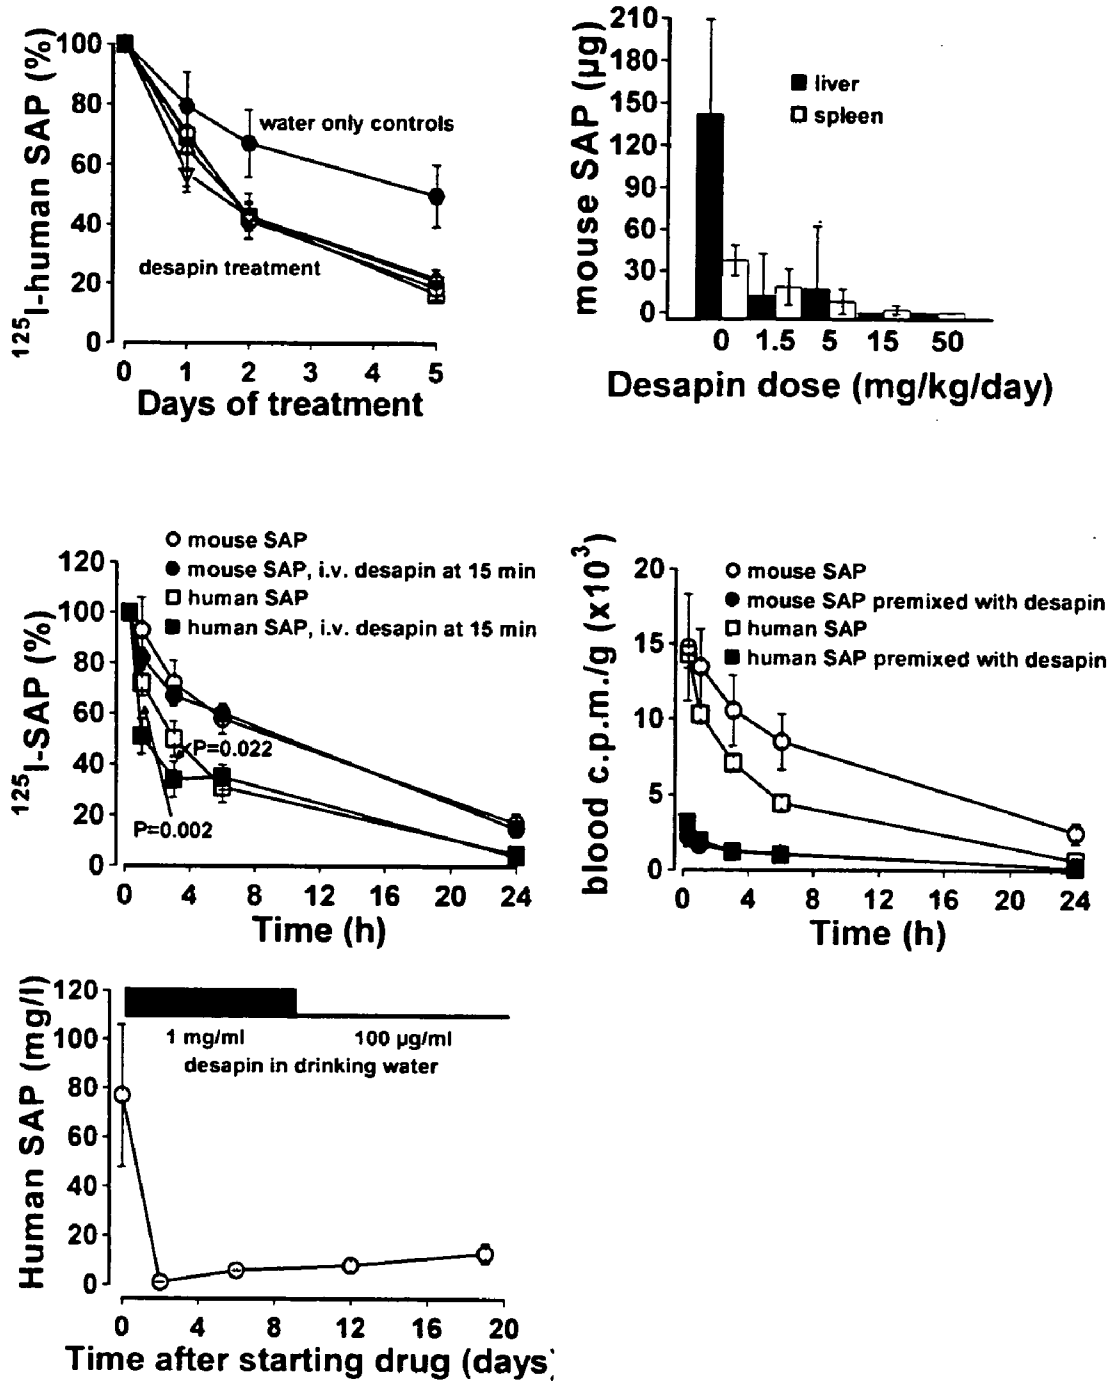 ¹²⁵I-human SAP (%)
100
80
60
40
20
0
water only controls
desapin treatment
0 1 2 3 4 5
Days of treatment
mouse SAP (µg)
210
180
150
120
90
60
30
0
liver
spleen
0 1.5 5 15 50
Desapin dose (mg/kg/day)
¹²⁵I-SAP (%)
mouse SAP
mouse SAP, i.v. desapin at 15 min
human SAP
human SAP, i.v. desapin at 15 min
120
100
80
60
40
20
0
P=0.022
P=0.002
0 4 8 12 16 20 24
Time (h)
blood c.p.m./g (x10³)
mouse SAP
mouse SAP premixed with desapin
human SAP
human SAP premixed with desapin
20
15
10
5
0
0 4 8 12 16 20 24
Time (h)
Human SAP (mg/l)
120
100
80
60
40
20
0
1 mg/ml 100 µg/ml
desapin in drinking water
0 4 8 12 16 20
Time after starting drug (days)